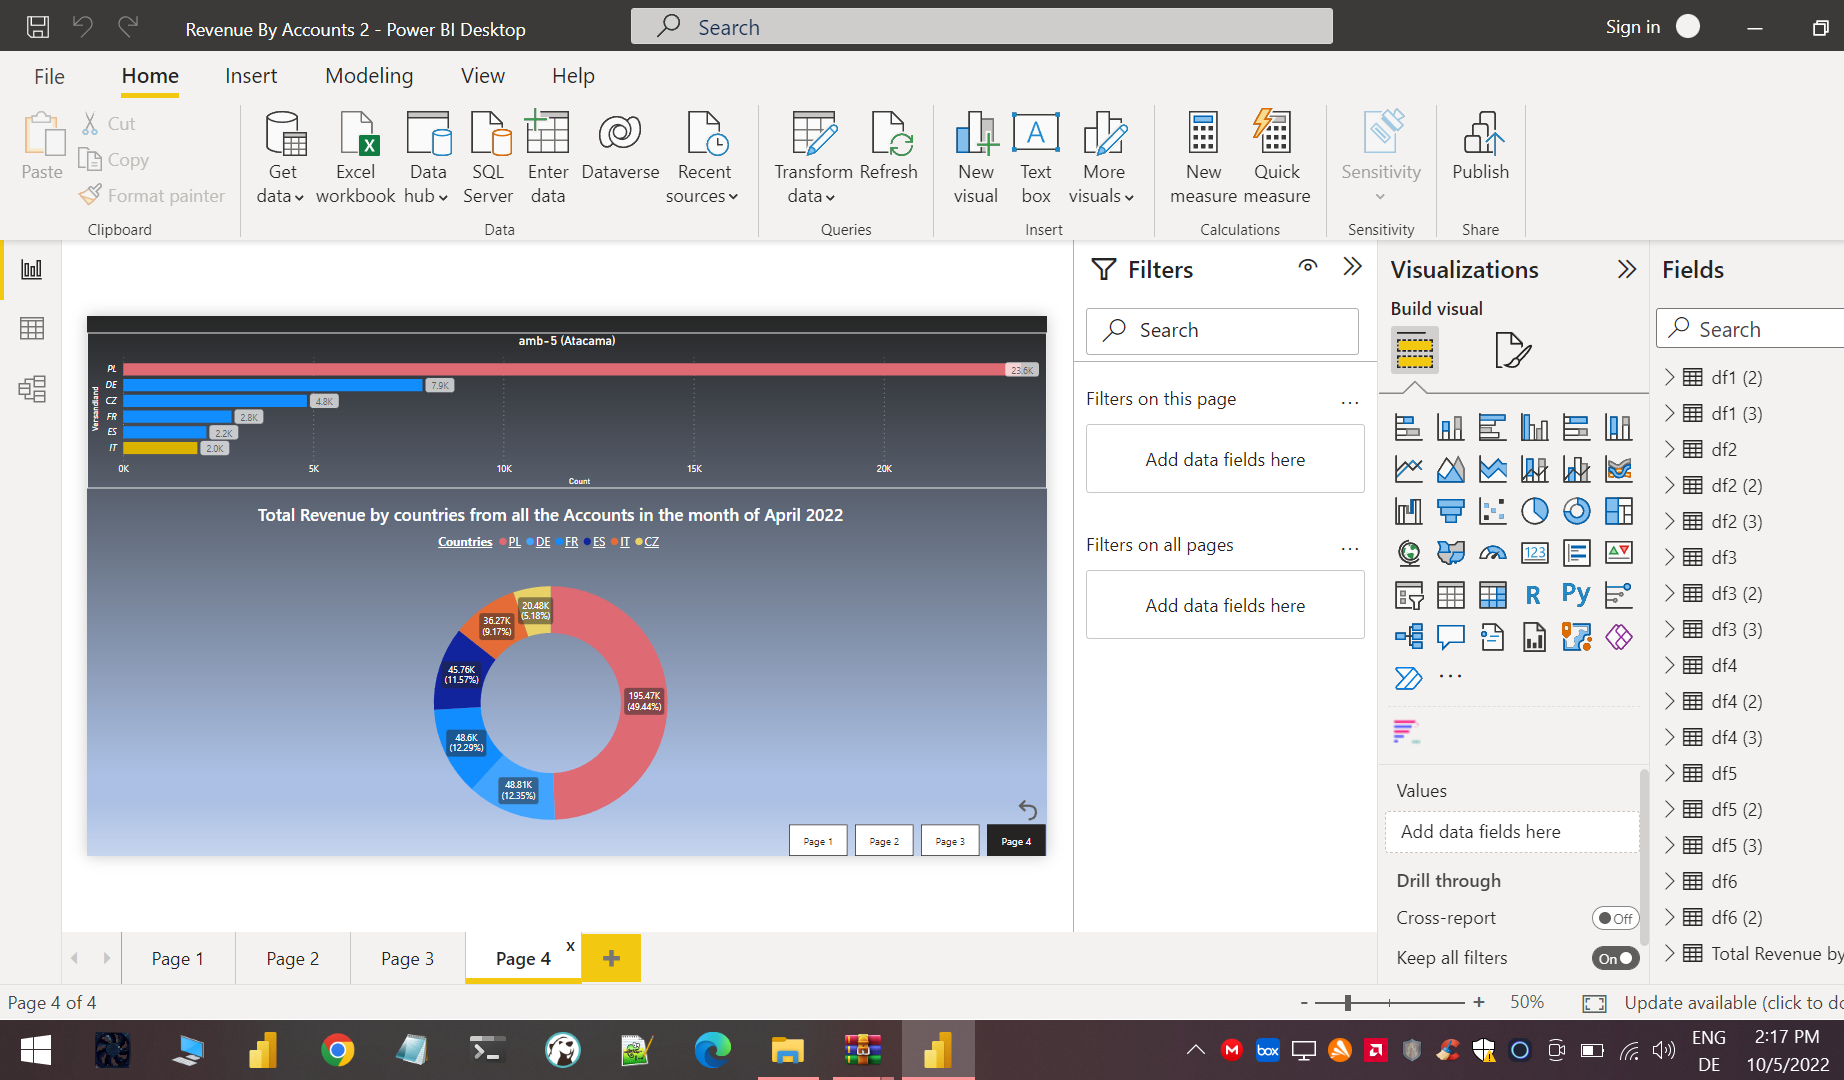 Revenue By Accounts 2 - Power BI Desktop
Search
Sign in
File
Home
Insert
Modeling
View
Help
Paste
Cut
Copy
Format painter
Clipboard
Get data
Excel workbook
Data hub
SQL Server
Enter data
Dataverse
Recent sources
Data
Transform data
Refresh
Queries
New visual
Text box
More visuals
Insert
New measure
Quick measure
Calculations
Sensitivity
Sensitivity
Publish
Share
amb-5 (Atacama)
Versandland
PL 23.6K
DE 7.9K
CZ 4.8K
FR 2.8K
ES 2.2K
IT 2.0K
0K 5K 10K 15K 20K
Count
Total Revenue by countries from all the Accounts in the month of April 2022
Countries PL DE FR ES IT CZ
20.48K
(5.18%)
36.27K
(9.17%)
45.76K
(11.57%)
195.47K
(49.44%)
48.6K
(12.29%)
48.81K
(12.35%)
Page 1 Page 2 Page 3 Page 4
Filters
Search
Filters on this page ...
Add data fields here
Filters on all pages ...
Add data fields here
Visualizations
Build visual
123
R
Py
...
Values
Add data fields here
Drill through
Cross-report Off
Keep all filters On
Fields
Search
df1 (2)
df1 (3)
df2
df2 (2)
df2 (3)
df3
df3 (2)
df3 (3)
df4
df4 (2)
df4 (3)
df5
df5 (2)
df5 (3)
df6
df6 (2)
Total Revenue by
Page 1 Page 2 Page 3 Page 4 x +
Page 4 of 4
- + 50%
Update available (click to do
box
ENG
DE
2:17 PM
10/5/2022